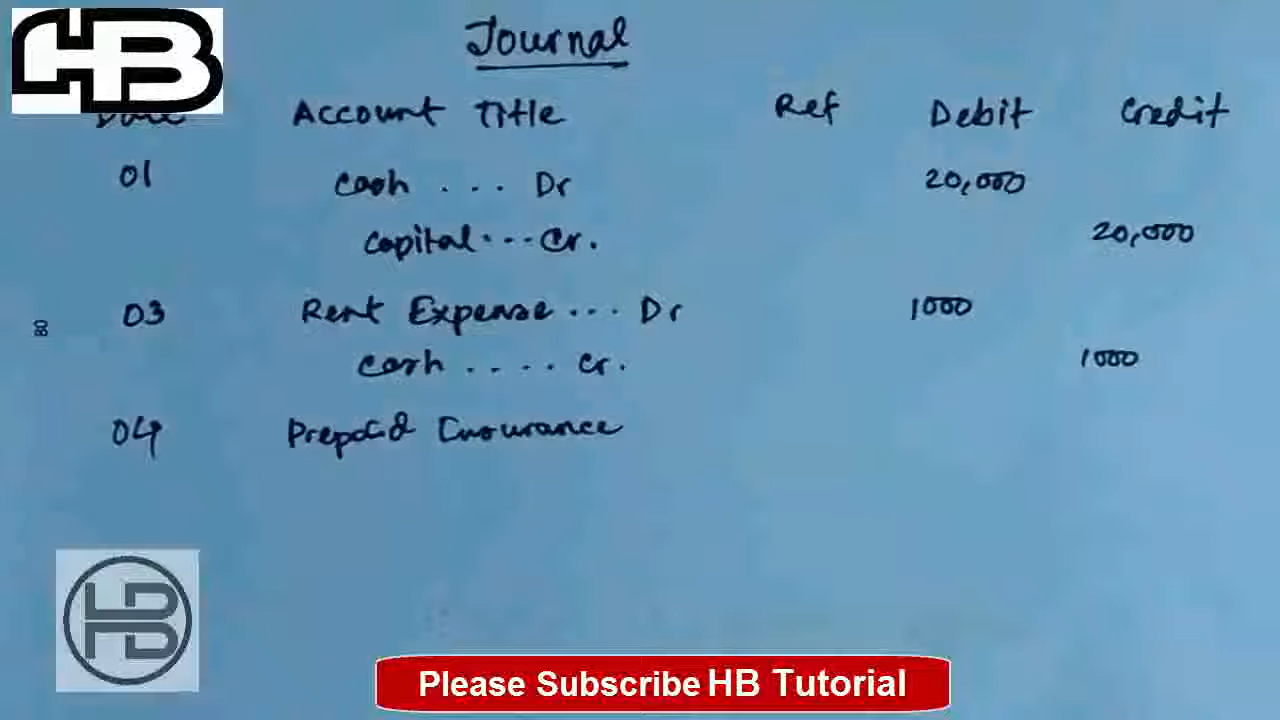 HB
Journal
Date Account Title Ref Debit Credit
01 Cash ... Dr 20,000
Capital ... Cr. 20,000
03 Rent Expense ... Dr 1000
Cash .... Cr. 1000
04 Prepaid Insurance
HB
Please Subscribe HB Tutorial